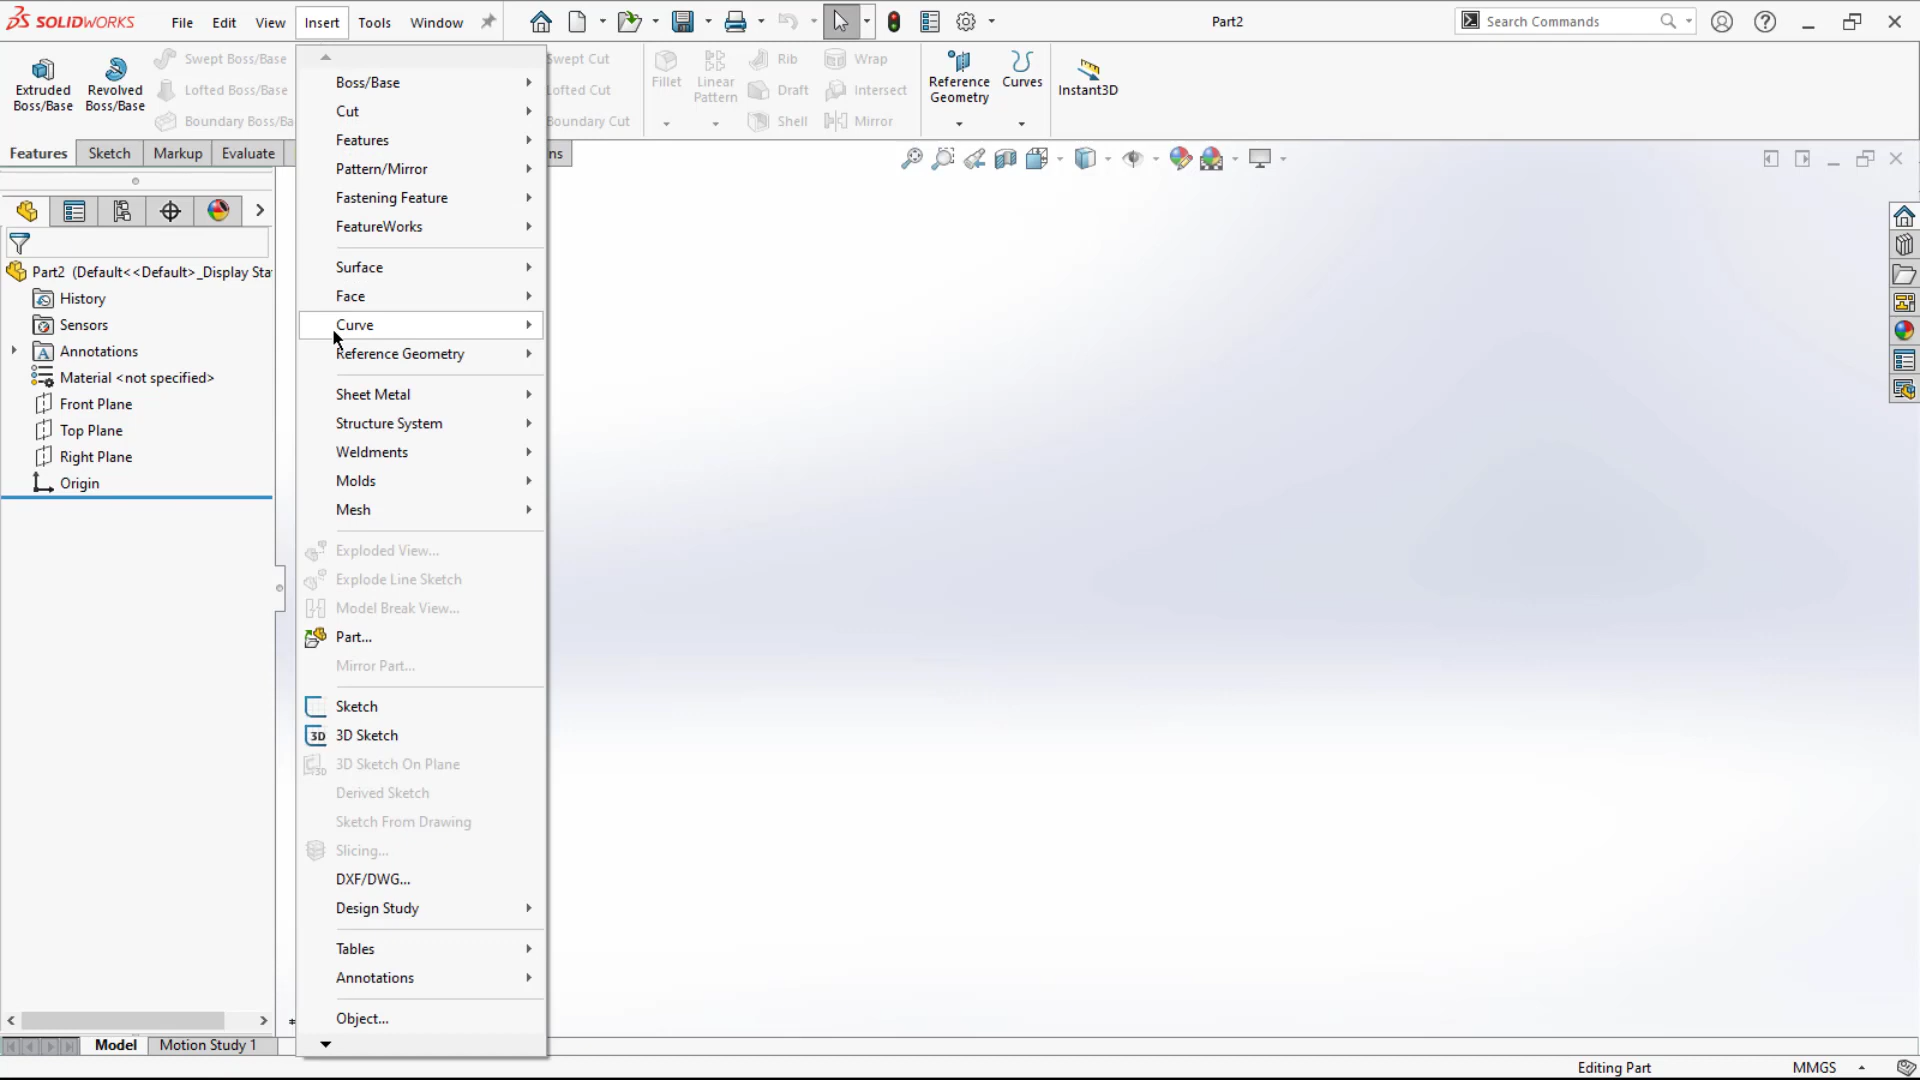 SOLIDWORKS File Edit View Insert Tools Window Part2 Search Commands
Extruded Boss/Base
Revolved Boss/Base
Swept Boss/Base
Lofted Boss/Base
Boundary Boss/Ba
Swept Cut
Lofted Cut
Boundary Cut
Fillet
Linear Pattern
Rib
Draft
Shell
Wrap
Intersect
Mirror
Reference Geometry
Curves
Instant3D
Features Sketch Markup Evaluate ns
Part2 (Default<<Default>_Display Sta
History
Sensors
Annotations
Material <not specified>
Front Plane
Top Plane
Right Plane
Origin
Boss/Base
Cut
Features
Pattern/Mirror
Fastening Feature
FeatureWorks
Surface
Face
Curve
Reference Geometry
Sheet Metal
Structure System
Weldments
Molds
Mesh
Exploded View...
Explode Line Sketch
Model Break View...
Part...
Mirror Part...
Sketch
3D 3D Sketch
3D Sketch On Plane
Derived Sketch
Sketch From Drawing
Slicing...
DXF/DWG...
Design Study
Tables
Annotations
Object...
Model Motion Study 1
Editing Part MMGS